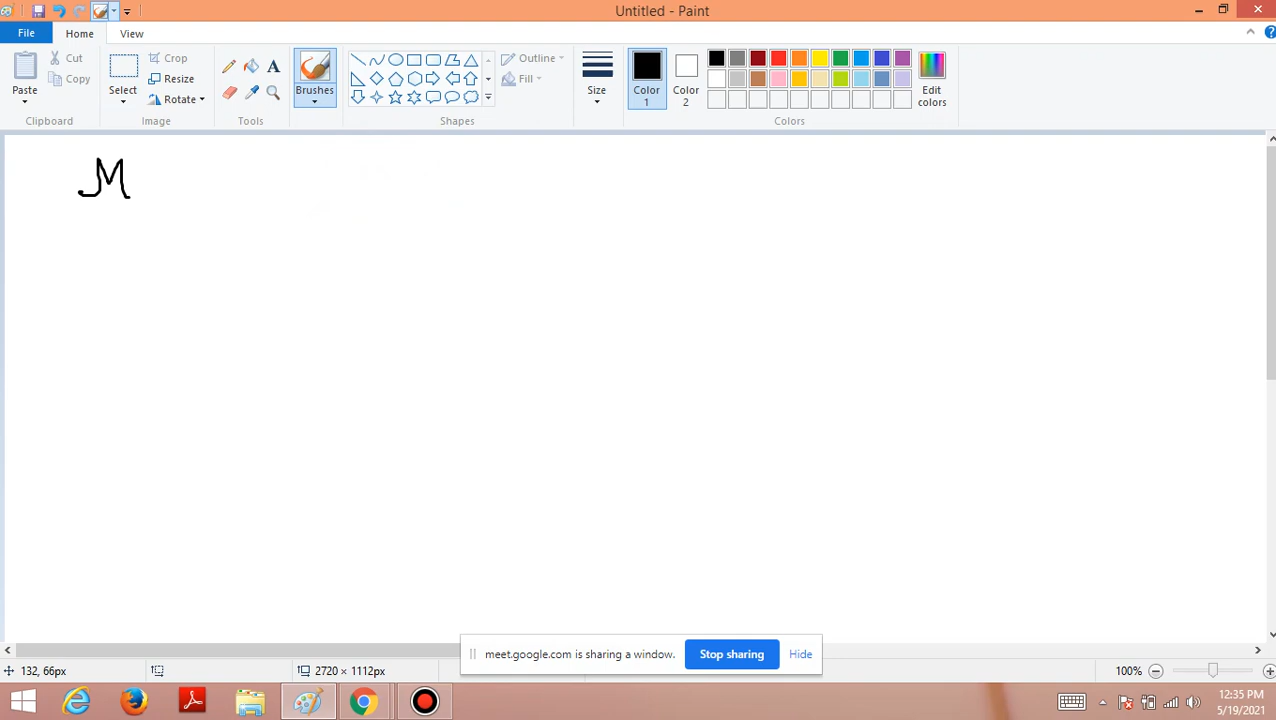 Untitled - Paint
File
Home
View
Paste
Cut
Copy
Clipboard
Select
Crop
Resize
Rotate
Image
A
Tools
Brushes
Shapes
Outline
Fill
Size
Color 1
Color 2
Edit colors
Colors
M
meet.google.com is sharing a window.
Stop sharing
Hide
132, 66px
2720 × 1112px
100%
12:35 PM
5/19/2021